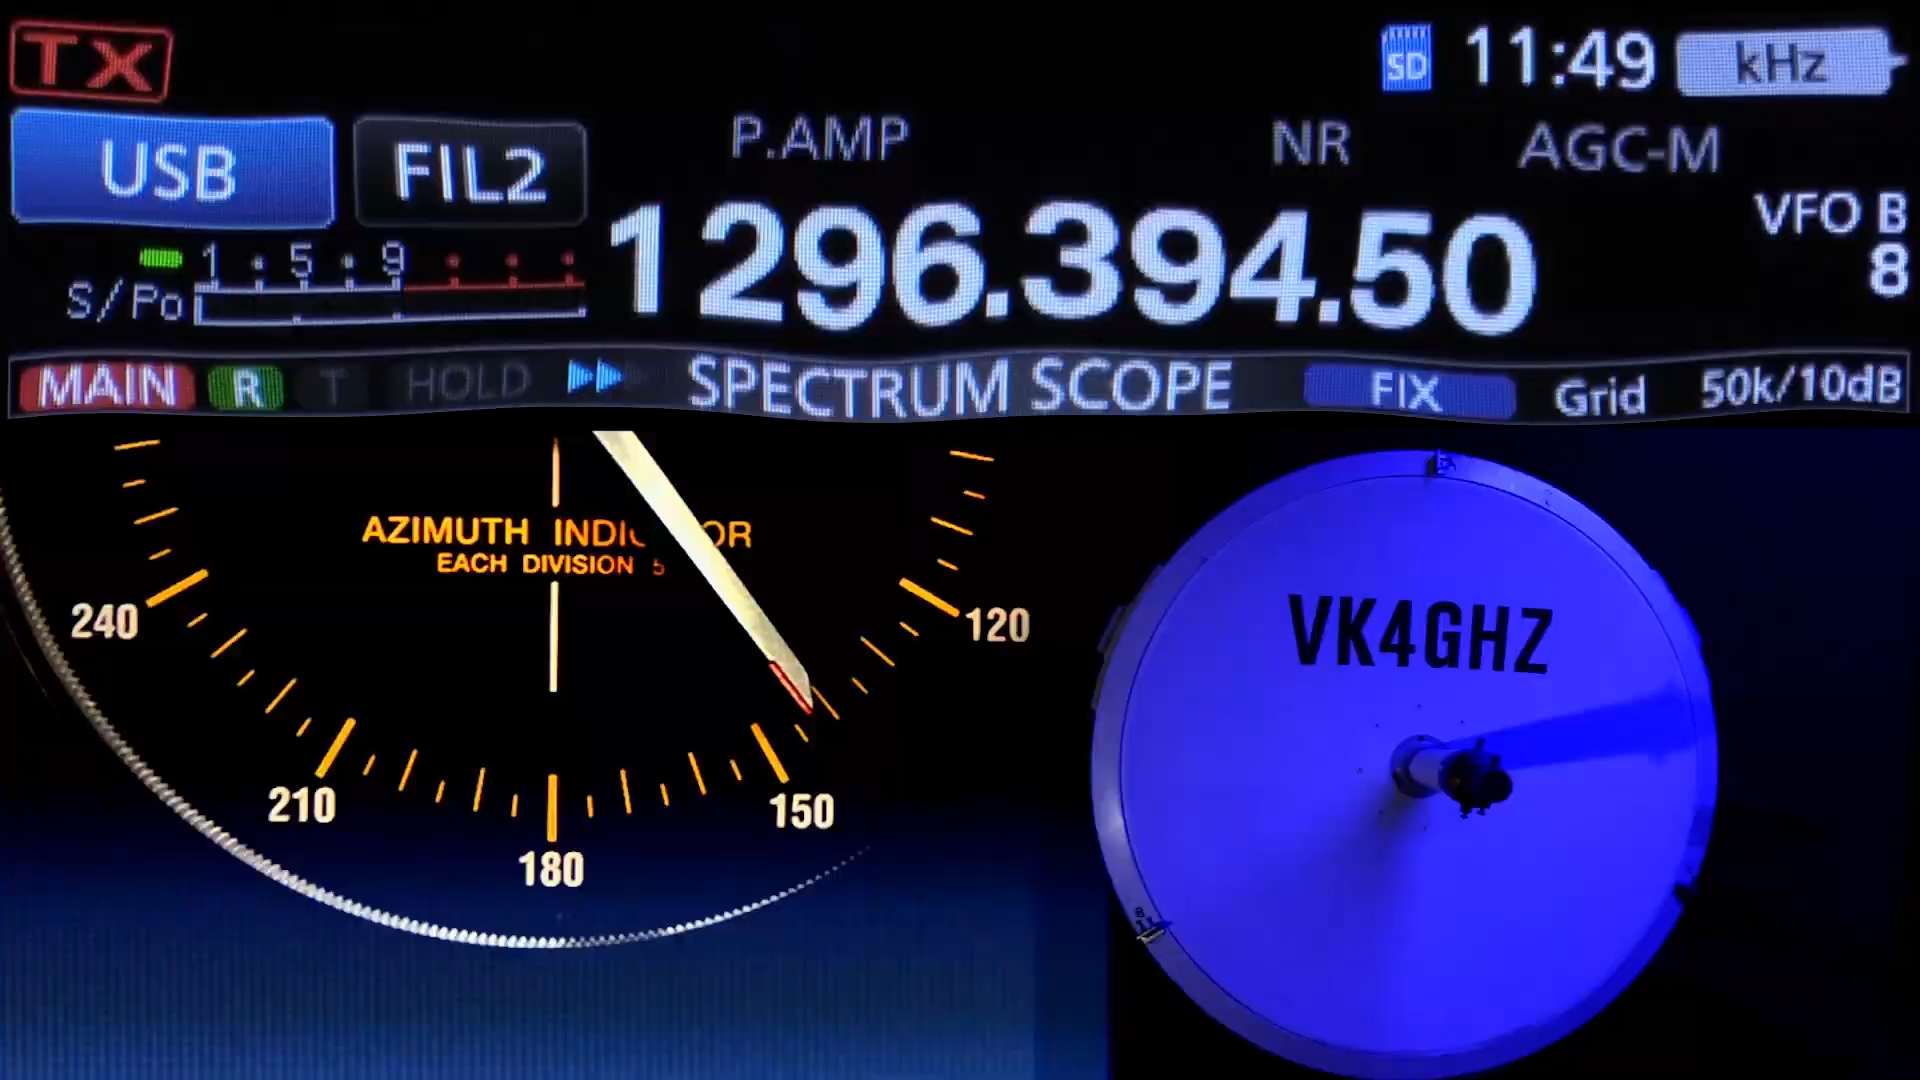 TX
11:49 kHz
SD
USB FIL2 P.AMP NR AGC-M
VFO B
8
1296.394.50
1 5 9
S/Po
MAIN R T HOLD SPECTRUM SCOPE FIX Grid 50k/10dB
AZIMUTH
EACH DIVISION 5
240
120
210
150
180
VK4GHZ